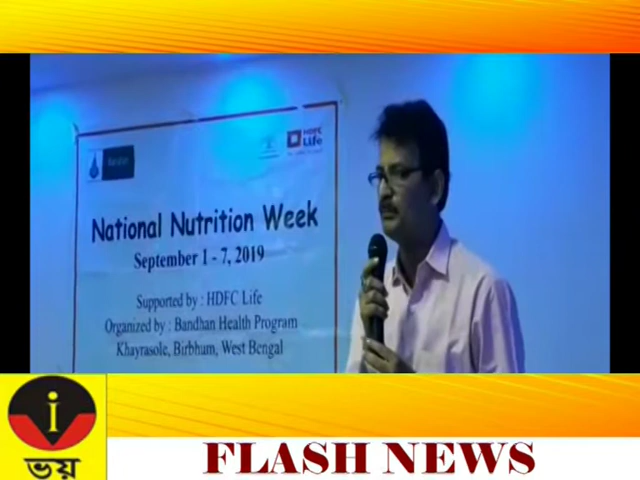 HDFC
Life
National Nutrition Week
September 1 - 7, 2019
Supported by : HDFC Life
Organized by : Bandhan Health Program
Khayrasole, Birbhum, West Bengal
i
ভয়
FLASH NEWS